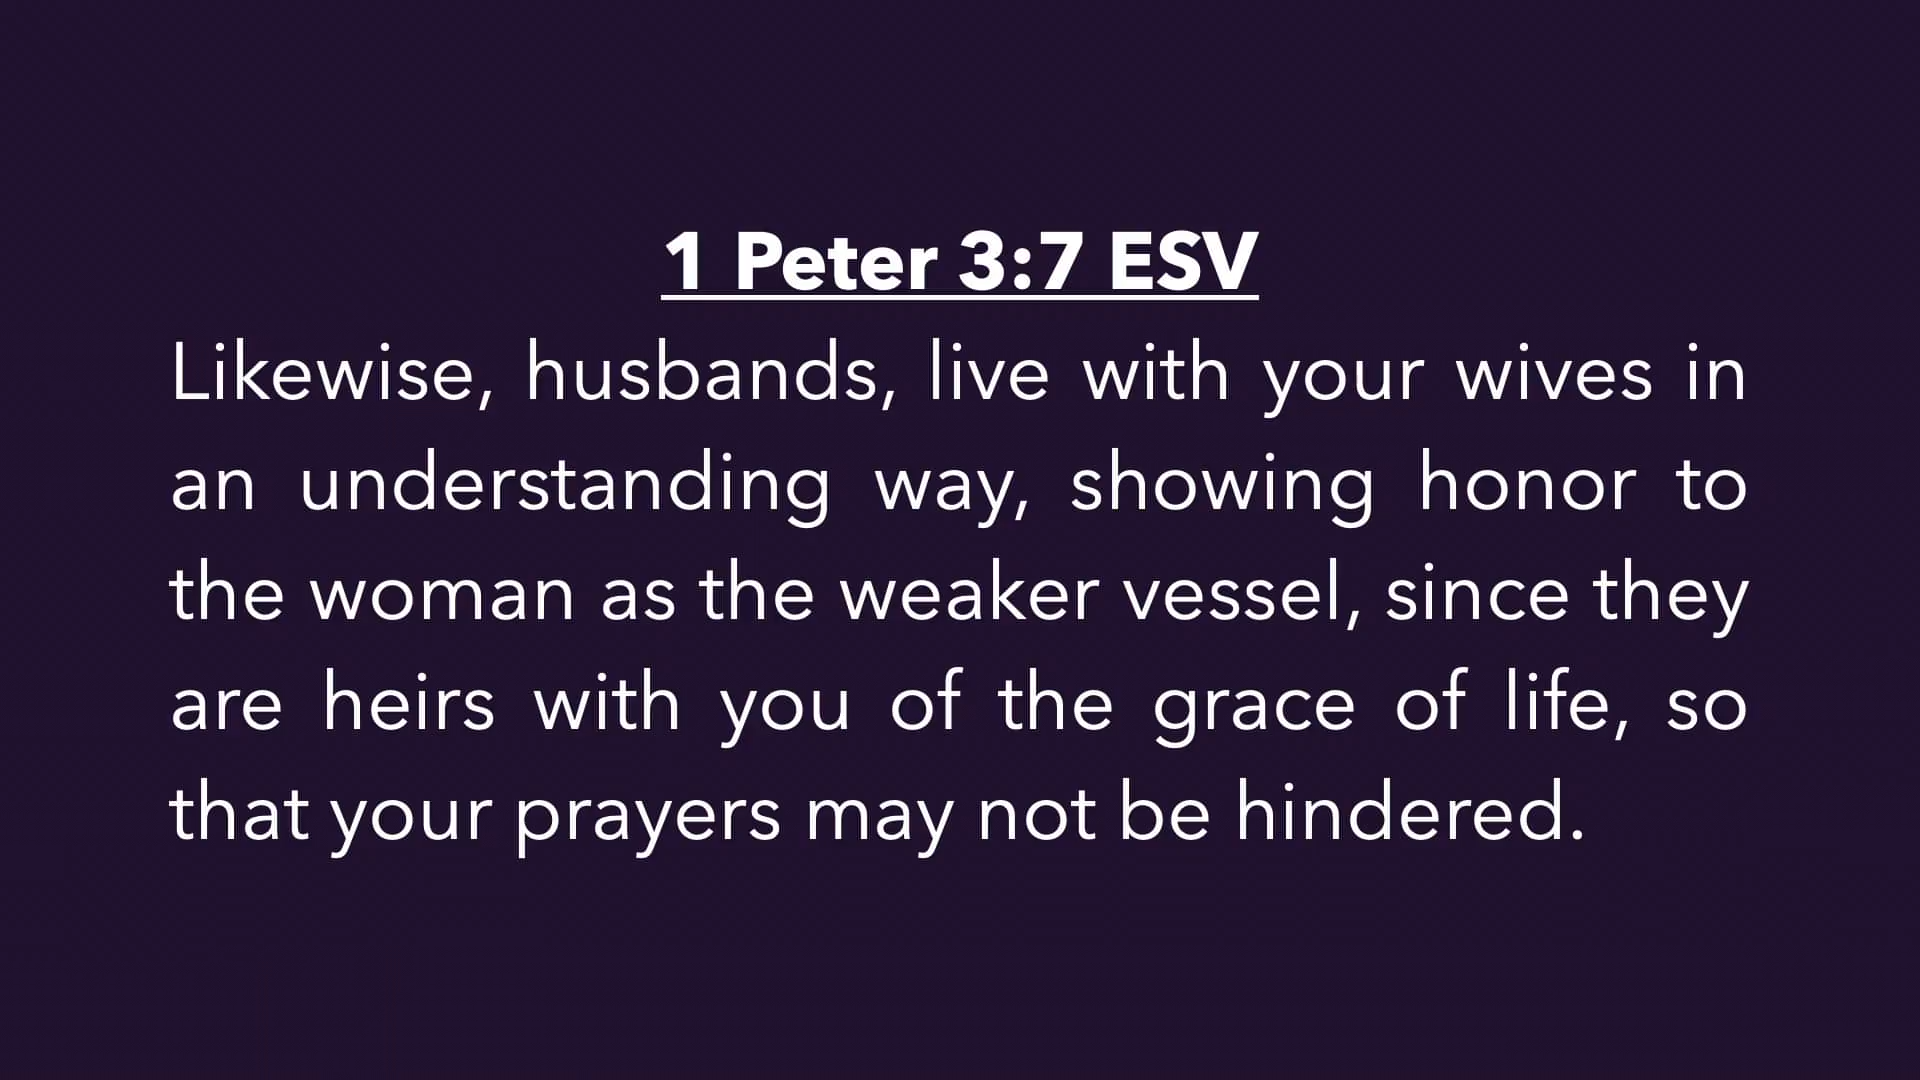 1 Peter 3:7 ESV
Likewise, husbands, live with your wives in
an understanding way, showing honor to
the woman as the weaker vessel, since they
are heirs with you of the grace of life, so
that your prayers may not be hindered.